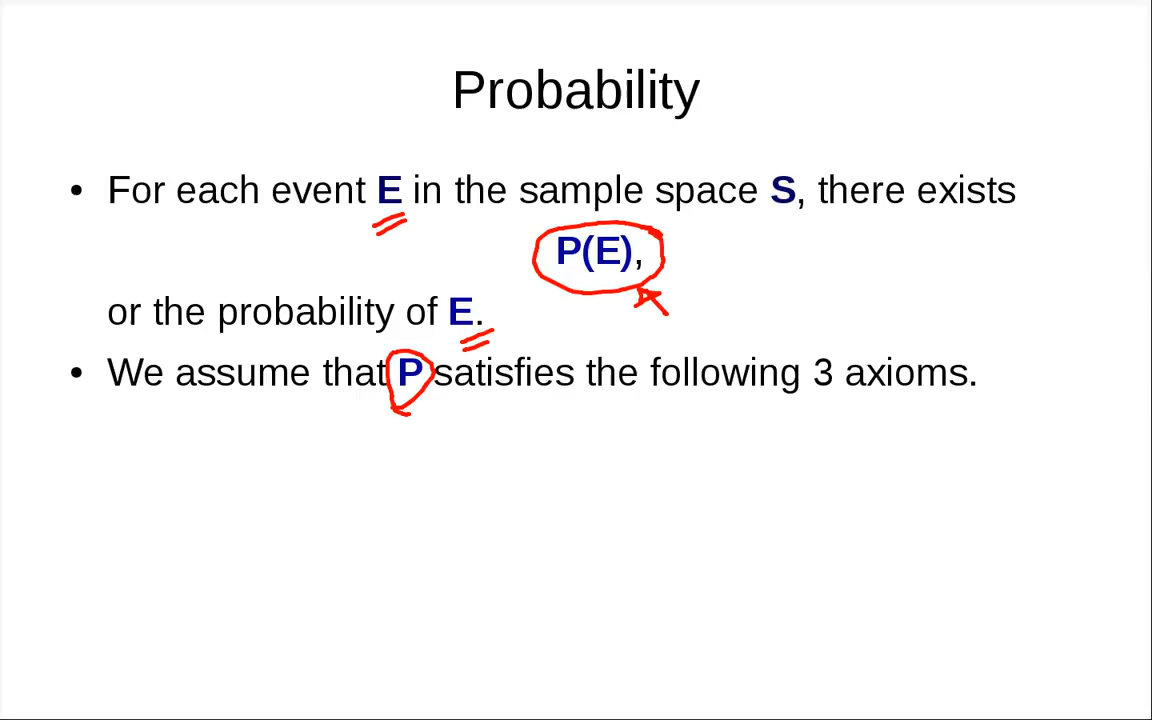 Probability
• For each event E in the sample space S, there exists
P(E),
or the probability of E.
• We assume that P satisfies the following 3 axioms.